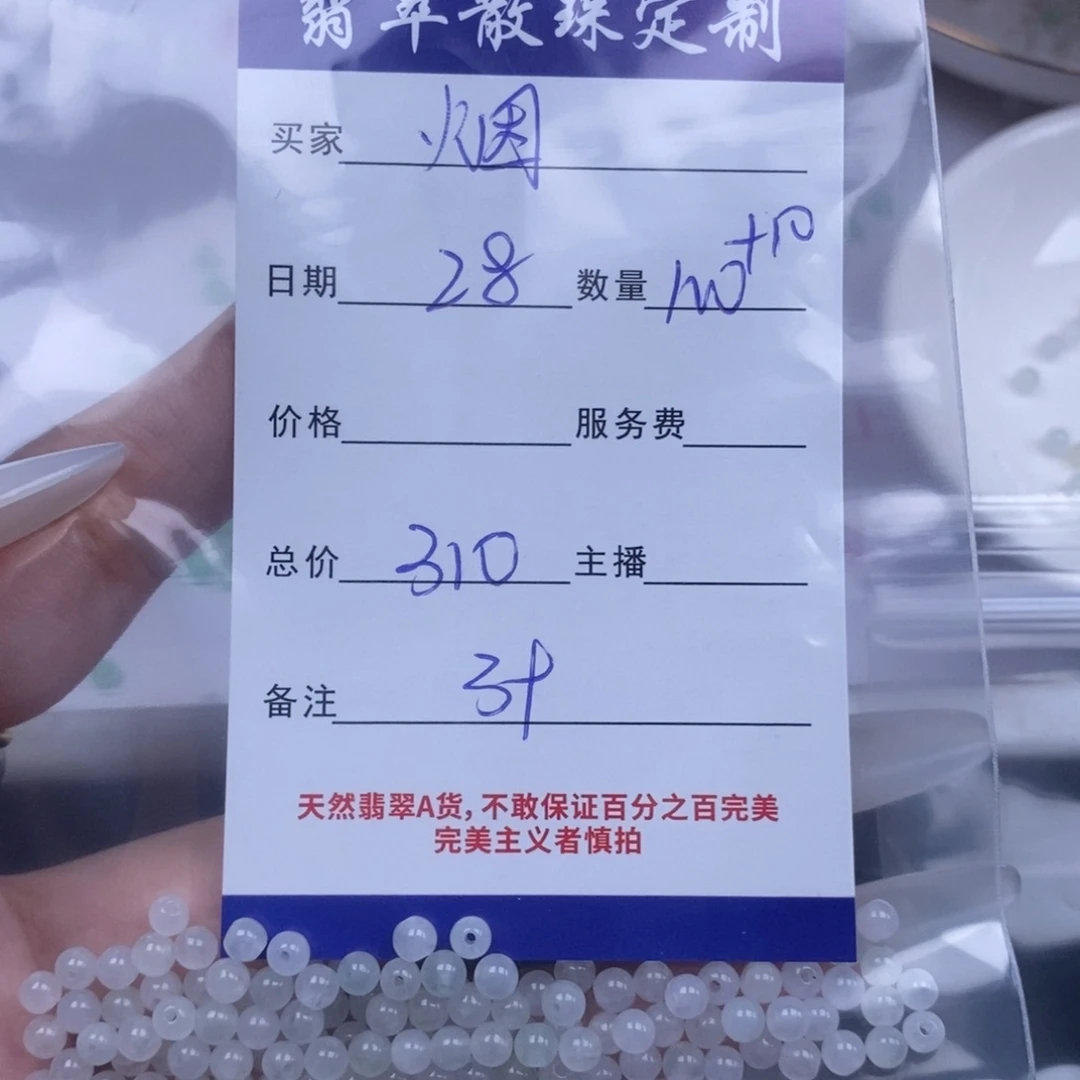 翡翠散珠定制
买家 烟
日期 28 数量 100+10
价格 服务费
总价 310 主播
备注
天然翡翠A货,不敢保证百分之百完美
完美主义者慎拍